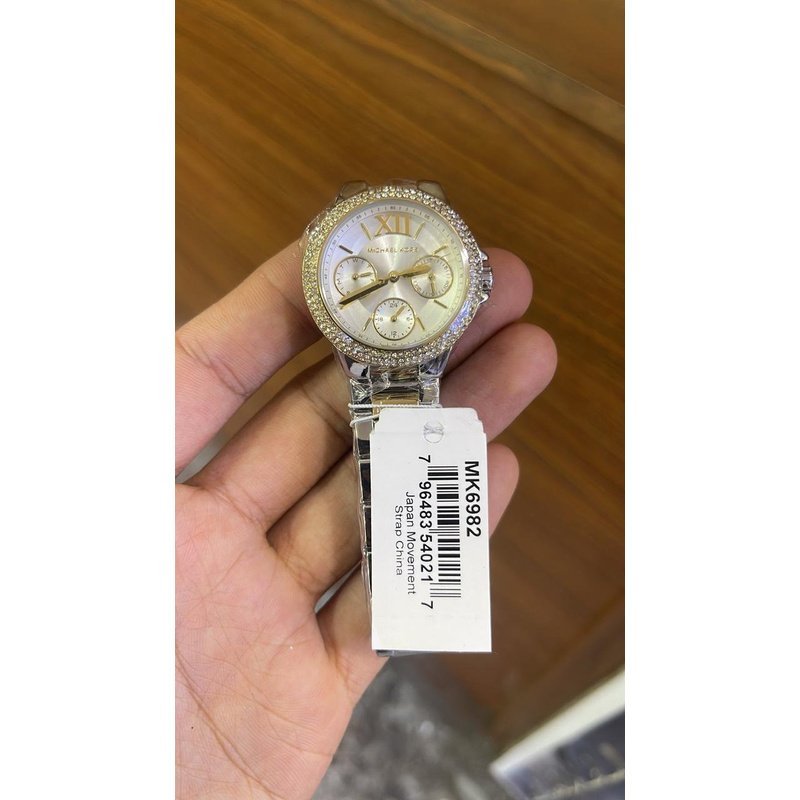 XII
MICHAEL KORS
MK6982
7 96483 54021 7
Japan Movement
Strap China